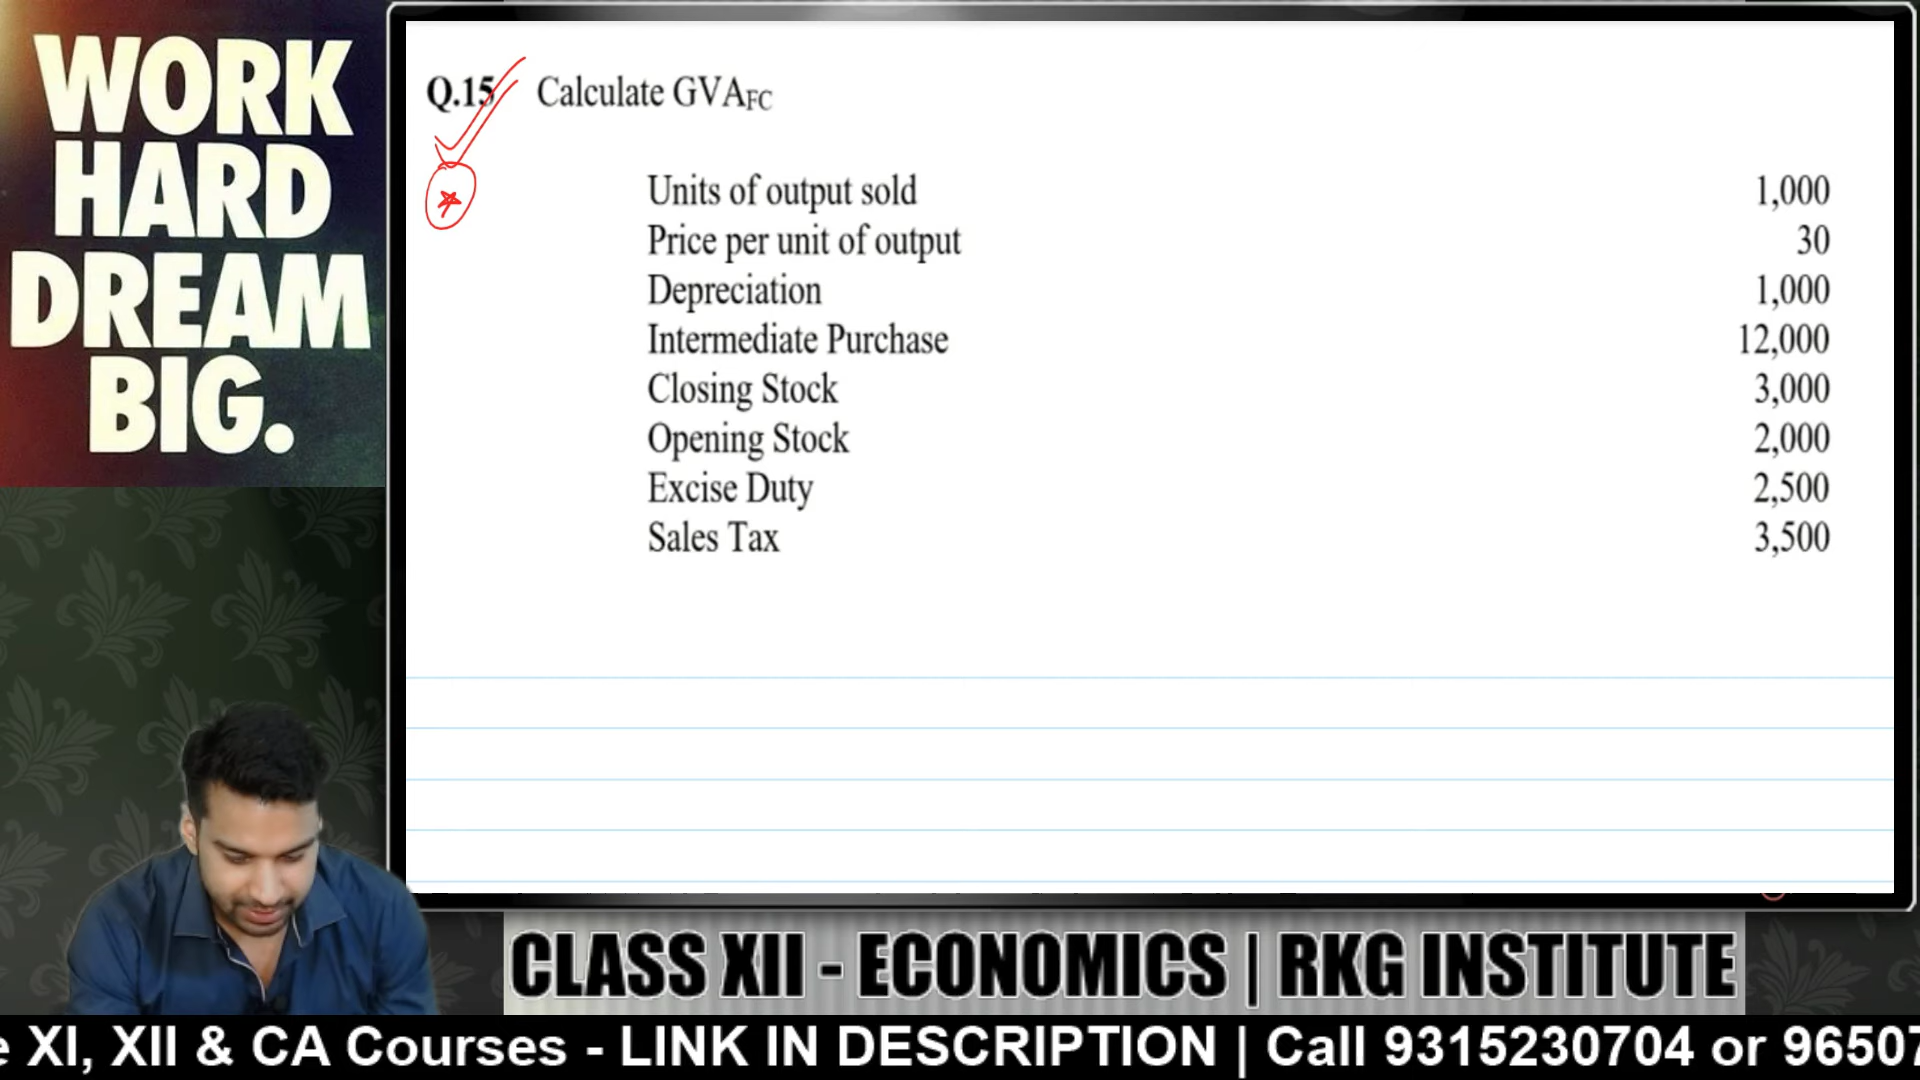 WORK
HARD
DREAM
BIG.
Q.15 Calculate GVAFC
Units of output sold 1,000
Price per unit of output 30
Depreciation 1,000
Intermediate Purchase 12,000
Closing Stock 3,000
Opening Stock 2,000
Excise Duty 2,500
Sales Tax 3,500
CLASS XII - ECONOMICS | RKG INSTITUTE
e XI, XII & CA Courses - LINK IN DESCRIPTION | Call 9315230704 or 96507